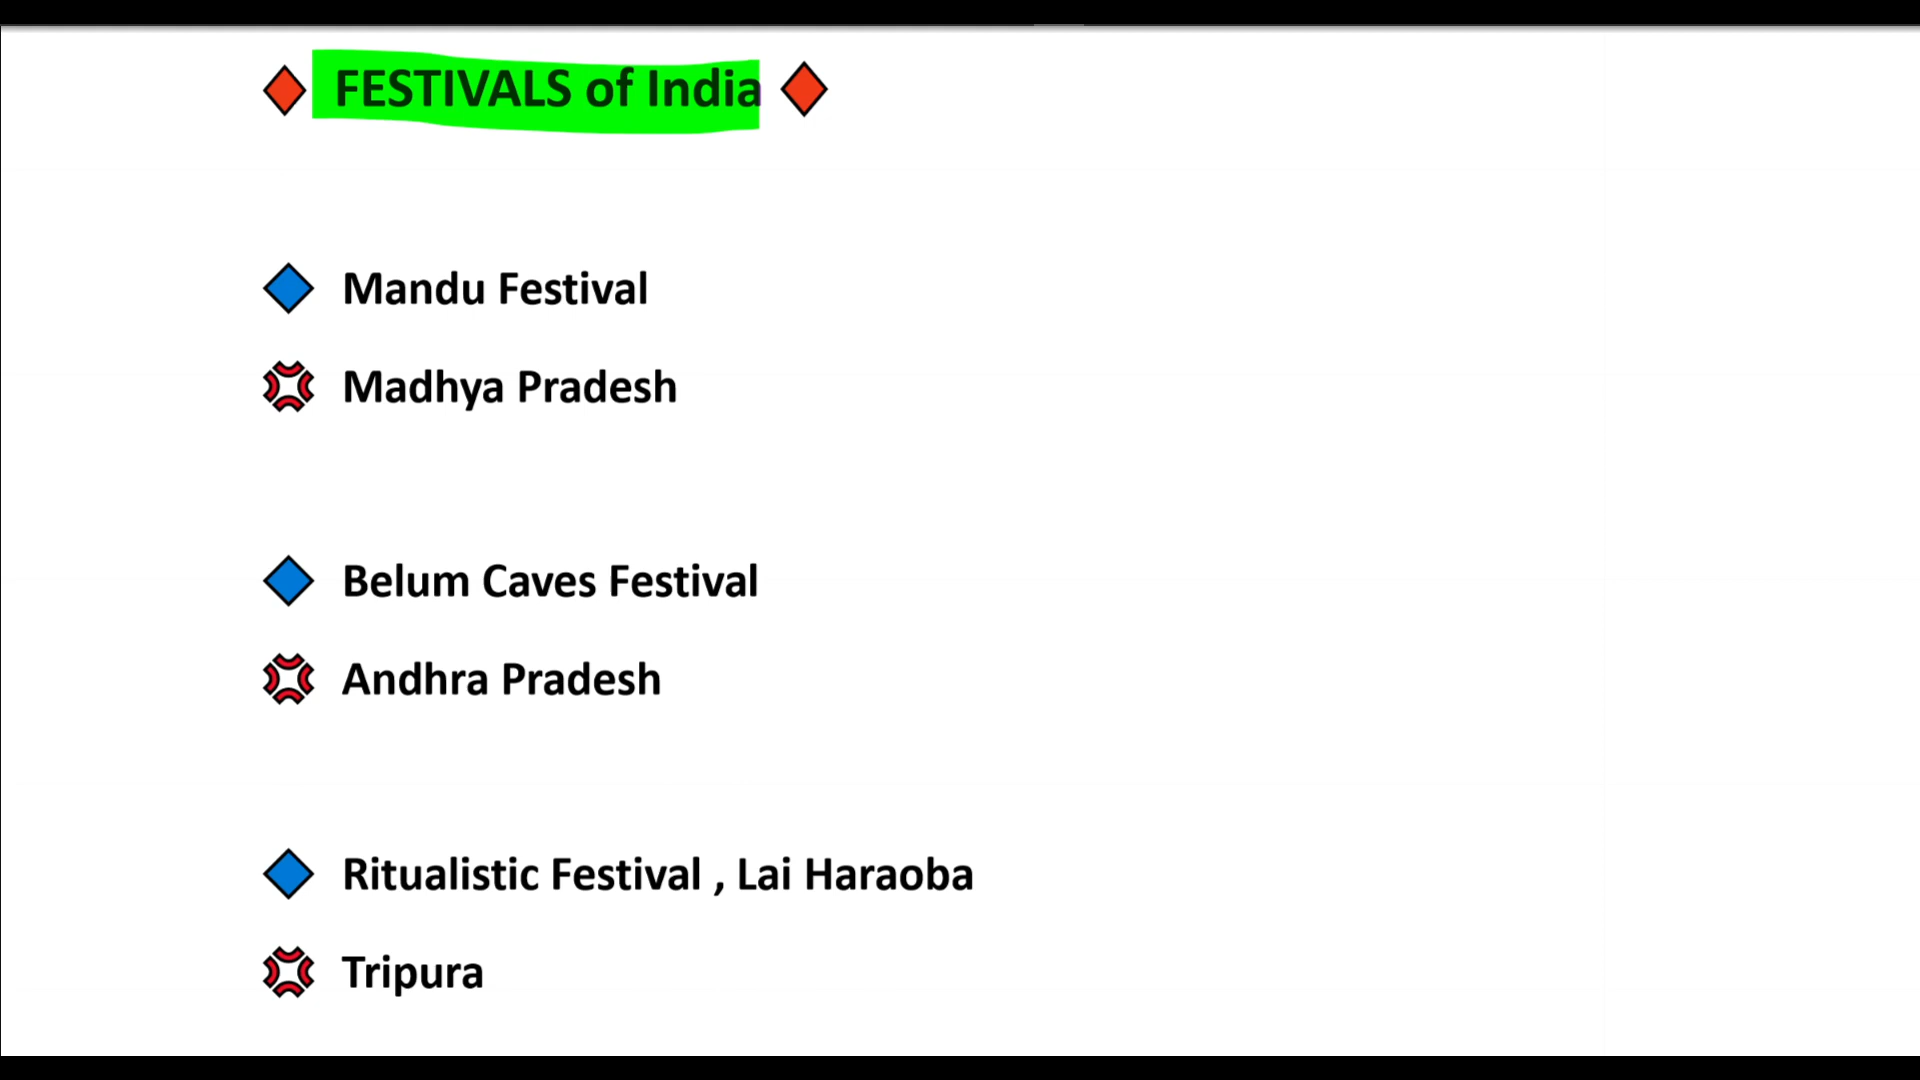 FESTIVALS of India
Mandu Festival
Madhya Pradesh
Belum Caves Festival
Andhra Pradesh
Ritualistic Festival , Lai Haraoba
Tripura